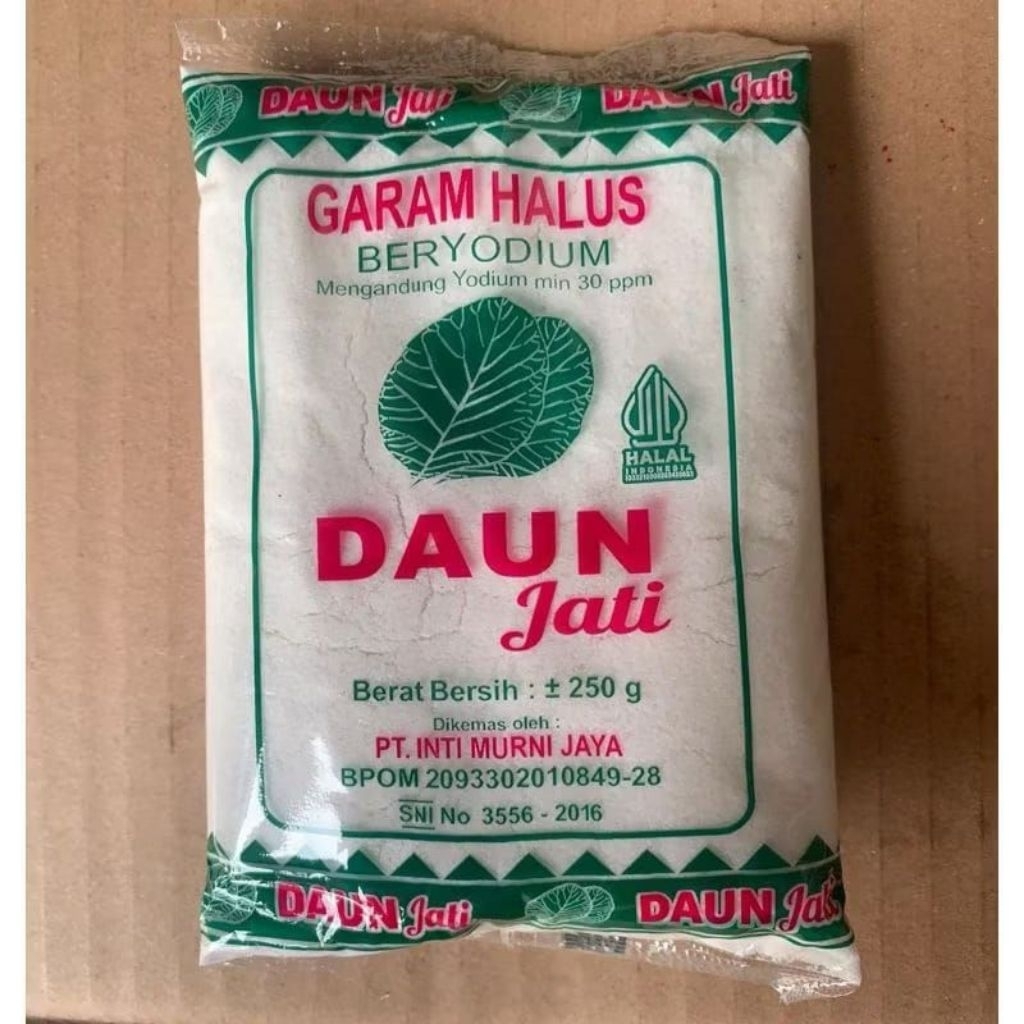 DAUN Jati DAUN Jati
GARAM HALUS
BERYODIUM
Mengandung Yodium min 30 ppm
HALAL
INDONESIA
DAUN
Jati
Berat Bersih : ± 250 g
Dikemas oleh :
PT. INTI MURNI JAYA
BPOM 2093302010849-28
SNI No 3556 - 2016
DAUN Jati DAUN Jati